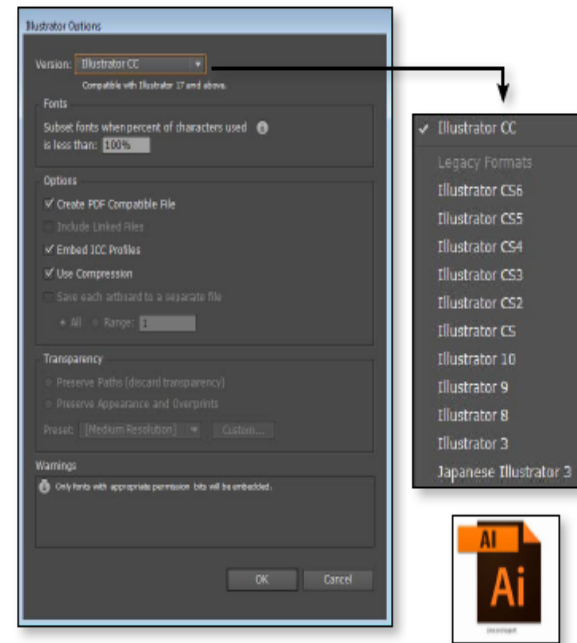 Illustrator Options
Version: Illustrator CC
Compatible with Illustrator 17 and above.
Fonts
Subset fonts when percent of characters used
is less than: 100%
Options
Create PDF Compatible File
Include Linked Files
Embed ICC Profiles
Use Compression
Save each artboard to a separate file
All Range: 1
Transparency
Preserve Paths (discard transparency)
Preserve Appearance and Overprints
Preset: [Medium Resolution] Custom...
Warnings
Only fonts with appropriate permission bits will be embedded.
OK Cancel
Illustrator CC
Legacy Formats
Illustrator CS6
Illustrator CS5
Illustrator CS4
Illustrator CS3
Illustrator CS2
Illustrator CS
Illustrator 10
Illustrator 9
Illustrator 8
Illustrator 3
Japanese Illustrator 3
AI
Ai